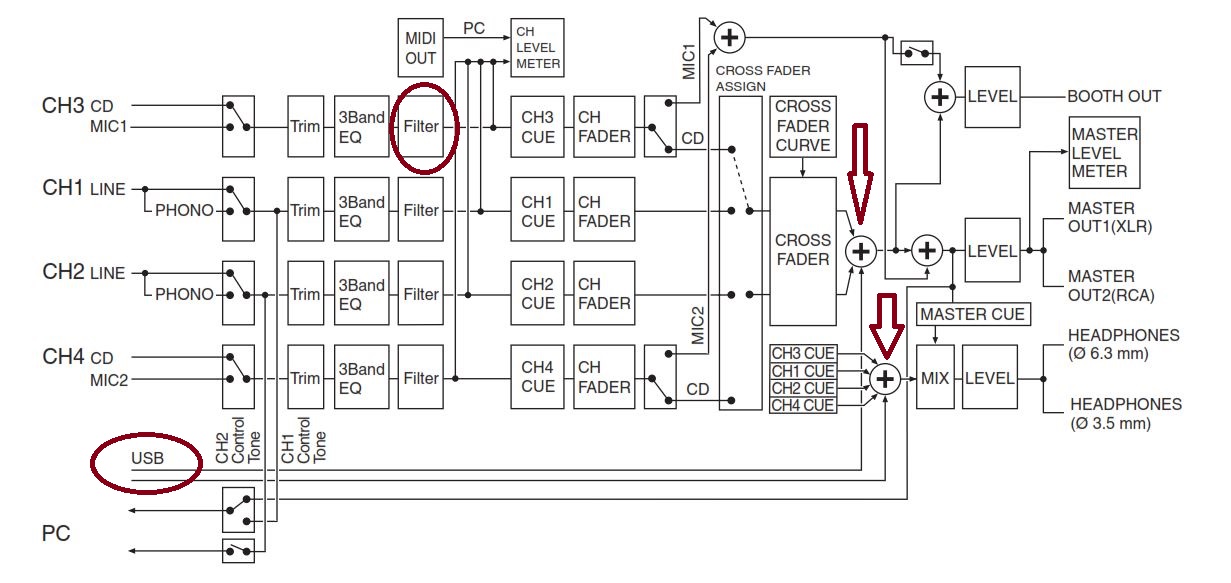 MIDI
OUT
PC
CH
LEVEL
METER
MIC1
CROSS FADER
ASSIGN
LEVEL
BOOTH OUT
CH3 CD
MIC1
Trim
3Band
EQ
Filter
CH3
CUE
CH
FADER
CD
CROSS
FADER
CURVE
MASTER
LEVEL
METER
CH1 LINE
PHONO
Trim
3Band
EQ
Filter
CH1
CUE
CH
FADER
CROSS
FADER
LEVEL
MASTER
OUT1(XLR)
MASTER
OUT2(RCA)
CH2 LINE
PHONO
Trim
3Band
EQ
Filter
CH2
CUE
CH
FADER
MIC2
MASTER CUE
CH4 CD
MIC2
Trim
3Band
EQ
Filter
CH4
CUE
CH
FADER
CD
CH3 CUE
CH1 CUE
CH2 CUE
CH4 CUE
MIX
LEVEL
HEADPHONES
(Ø 6.3 mm)
HEADPHONES
(Ø 3.5 mm)
CH2
Control
Tone
CH1
Control
Tone
USB
PC